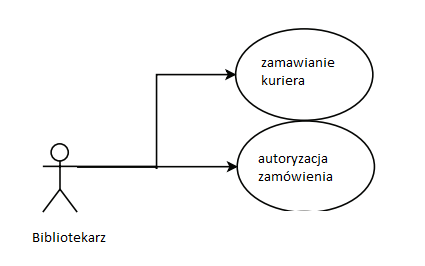 zamawianie
kuriera
autoryzacja
zamówienia
Bibliotekarz